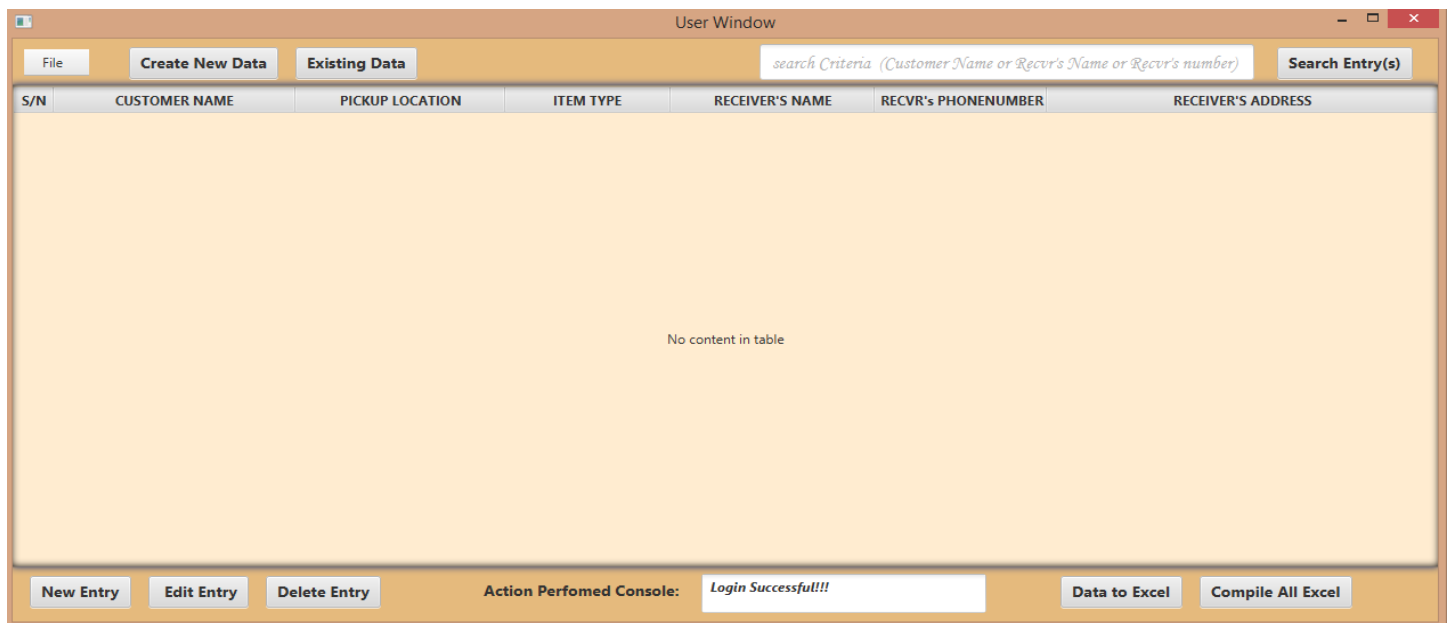 User Window
File Create New Data Existing Data search Criteria (Customer Name or Recvr's Name or Recvr's number) Search Entry(s)
S/N CUSTOMER NAME PICKUP LOCATION ITEM TYPE RECEIVER'S NAME RECVR's PHONENUMBER RECEIVER'S ADDRESS
No content in table
New Entry Edit Entry Delete Entry Action Perfomed Console: Login Successful!!! Data to Excel Compile All Excel